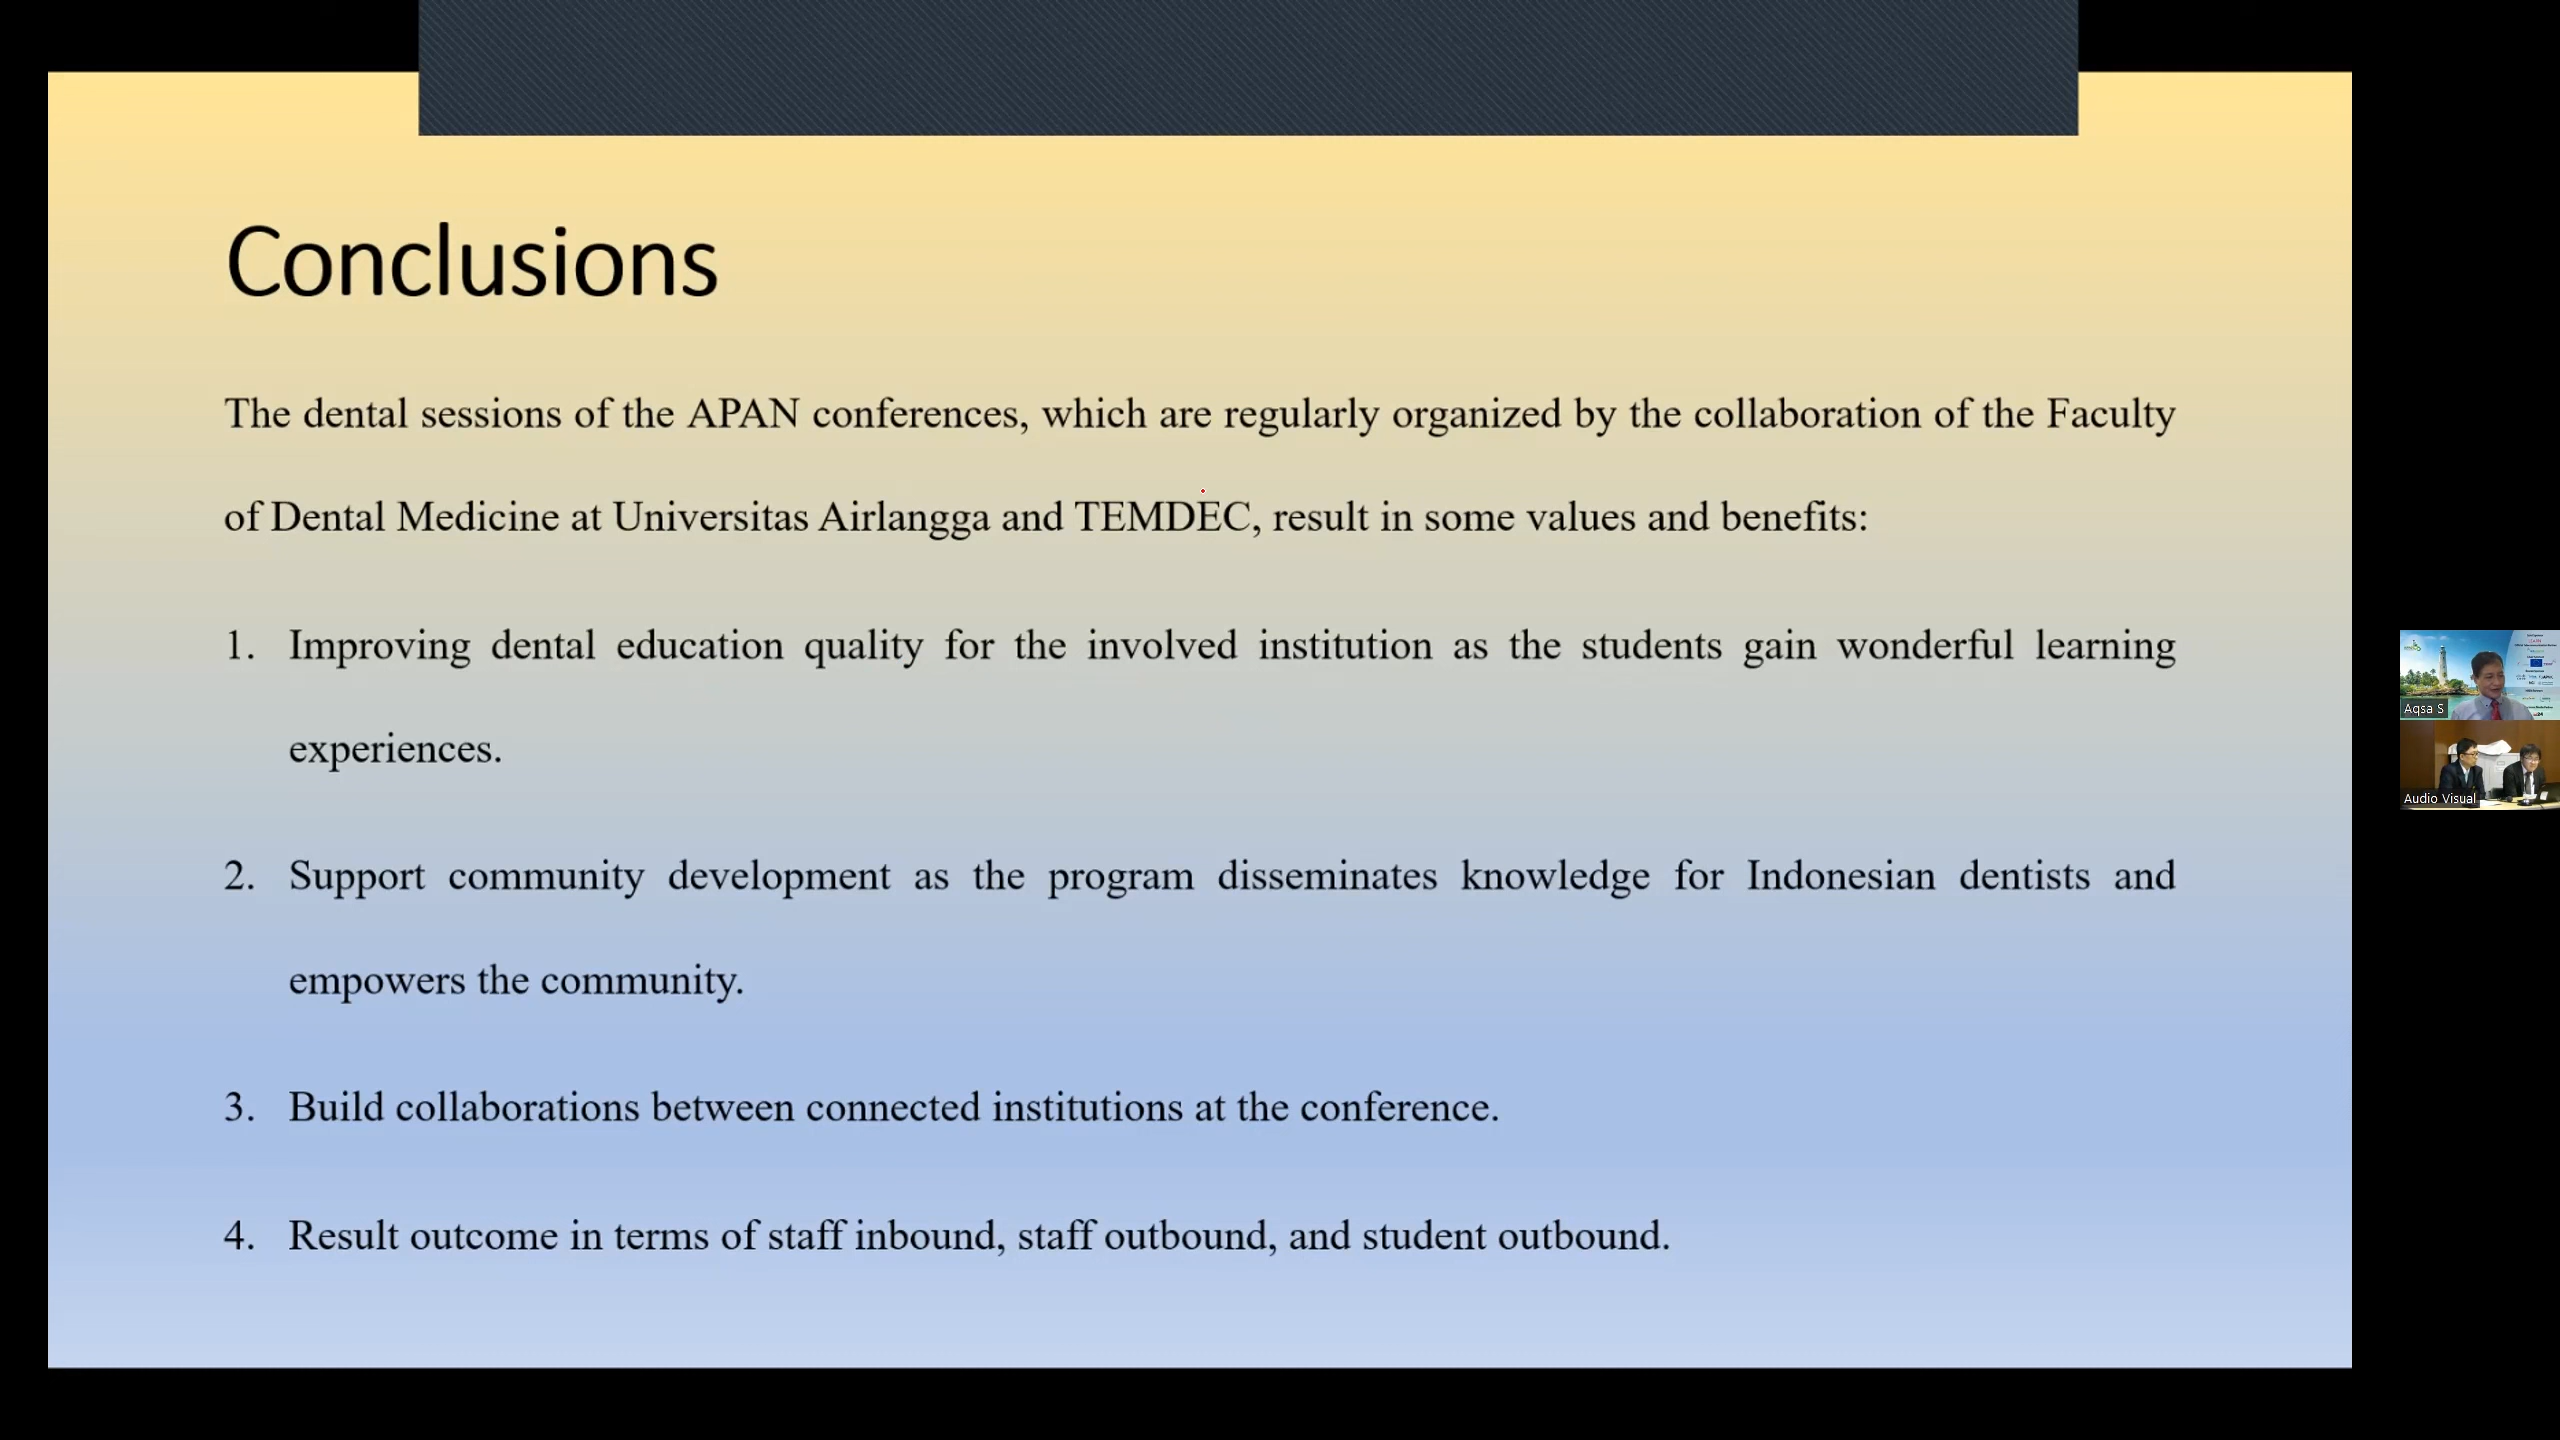 Conclusions
The dental sessions of the APAN conferences, which are regularly organized by the collaboration of the Faculty
of Dental Medicine at Universitas Airlangga and TEMDEC, result in some values and benefits:
1. Improving dental education quality for the involved institution as the students gain wonderful learning
experiences.
2. Support community development as the program disseminates knowledge for Indonesian dentists and
empowers the community.
3. Build collaborations between connected institutions at the conference.
4. Result outcome in terms of staff inbound, staff outbound, and student outbound.
Aqsa S
Audio Visual